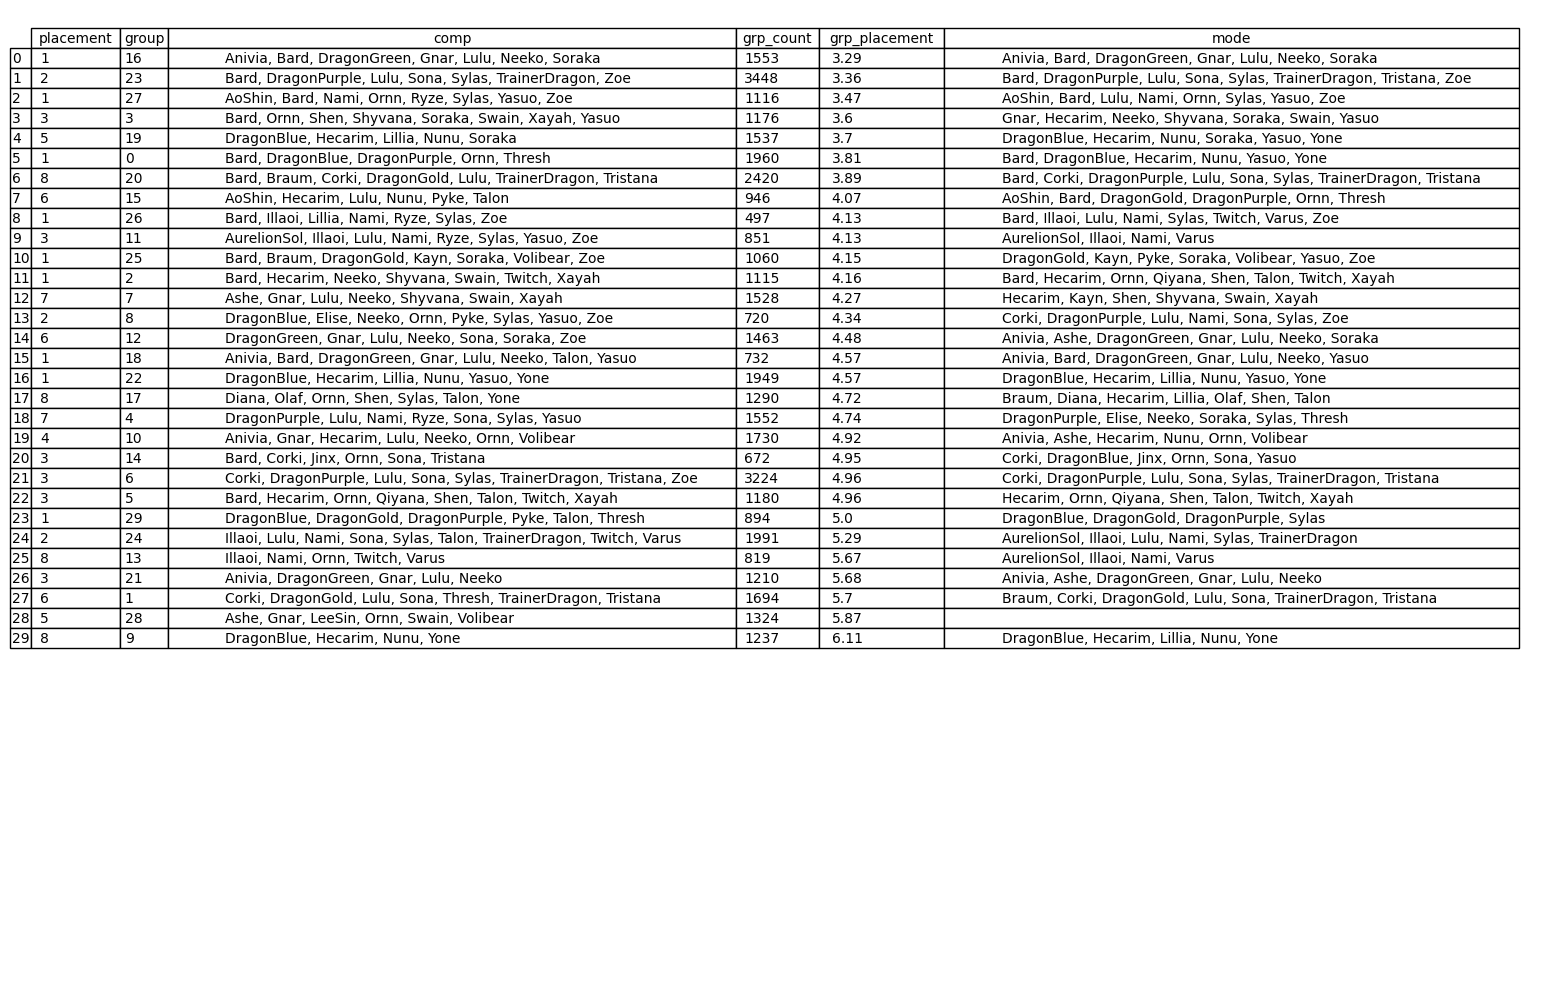 placement group comp grp_count grp_placement mode
0 1 16 Anivia, Bard, DragonGreen, Gnar, Lulu, Neeko, Soraka 1553 3.29 Anivia, Bard, DragonGreen, Gnar, Lulu, Neeko, Soraka
1 2 23 Bard, DragonPurple, Lulu, Sona, Sylas, TrainerDragon, Zoe 3448 3.36 Bard, DragonPurple, Lulu, Sona, Sylas, TrainerDragon, Tristana, Zoe
2 1 27 AoShin, Bard, Nami, Ornn, Ryze, Sylas, Yasuo, Zoe 1116 3.47 AoShin, Bard, Lulu, Nami, Ornn, Sylas, Yasuo, Zoe
3 3 3 Bard, Ornn, Shen, Shyvana, Soraka, Swain, Xayah, Yasuo 1176 3.6 Gnar, Hecarim, Neeko, Shyvana, Soraka, Swain, Yasuo
4 5 19 DragonBlue, Hecarim, Lillia, Nunu, Soraka 1537 3.7 DragonBlue, Hecarim, Nunu, Soraka, Yasuo, Yone
5 1 0 Bard, DragonBlue, DragonPurple, Ornn, Thresh 1960 3.81 Bard, DragonBlue, Hecarim, Nunu, Yasuo, Yone
6 8 20 Bard, Braum, Corki, DragonGold, Lulu, TrainerDragon, Tristana 2420 3.89 Bard, Corki, DragonPurple, Lulu, Sona, Sylas, TrainerDragon, Tristana
7 6 15 AoShin, Hecarim, Lulu, Nunu, Pyke, Talon 946 4.07 AoShin, Bard, DragonGold, DragonPurple, Ornn, Thresh
8 1 26 Bard, Illaoi, Lillia, Nami, Ryze, Sylas, Zoe 497 4.13 Bard, Illaoi, Lulu, Nami, Sylas, Twitch, Varus, Zoe
9 3 11 AurelionSol, Illaoi, Lulu, Nami, Ryze, Sylas, Yasuo, Zoe 851 4.13 AurelionSol, Illaoi, Nami, Varus
10 1 25 Bard, Braum, DragonGold, Kayn, Soraka, Volibear, Zoe 1060 4.15 DragonGold, Kayn, Pyke, Soraka, Volibear, Yasuo, Zoe
11 1 2 Bard, Hecarim, Neeko, Shyvana, Swain, Twitch, Xayah 1115 4.16 Bard, Hecarim, Ornn, Qiyana, Shen, Talon, Twitch, Xayah
12 7 7 Ashe, Gnar, Lulu, Neeko, Shyvana, Swain, Xayah 1528 4.27 Hecarim, Kayn, Shen, Shyvana, Swain, Xayah
13 2 8 DragonBlue, Elise, Neeko, Ornn, Pyke, Sylas, Yasuo, Zoe 720 4.34 Corki, DragonPurple, Lulu, Nami, Sona, Sylas, Zoe
14 6 12 DragonGreen, Gnar, Lulu, Neeko, Sona, Soraka, Zoe 1463 4.48 Anivia, Ashe, DragonGreen, Gnar, Lulu, Neeko, Soraka
15 1 18 Anivia, Bard, DragonGreen, Gnar, Lulu, Neeko, Talon, Yasuo 732 4.57 Anivia, Bard, DragonGreen, Gnar, Lulu, Neeko, Yasuo
16 1 22 DragonBlue, Hecarim, Lillia, Nunu, Yasuo, Yone 1949 4.57 DragonBlue, Hecarim, Lillia, Nunu, Yasuo, Yone
17 8 17 Diana, Olaf, Ornn, Shen, Sylas, Talon, Yone 1290 4.72 Braum, Diana, Hecarim, Lillia, Olaf, Shen, Talon
18 7 4 DragonPurple, Lulu, Nami, Ryze, Sona, Sylas, Yasuo 1552 4.74 DragonPurple, Elise, Neeko, Soraka, Sylas, Thresh
19 4 10 Anivia, Gnar, Hecarim, Lulu, Neeko, Ornn, Volibear 1730 4.92 Anivia, Ashe, Hecarim, Nunu, Ornn, Volibear
20 3 14 Bard, Corki, Jinx, Ornn, Sona, Tristana 672 4.95 Corki, DragonBlue, Jinx, Ornn, Sona, Yasuo
21 3 6 Corki, DragonPurple, Lulu, Sona, Sylas, TrainerDragon, Tristana, Zoe 3224 4.96 Corki, DragonPurple, Lulu, Sona, Sylas, TrainerDragon, Tristana
22 3 5 Bard, Hecarim, Ornn, Qiyana, Shen, Talon, Twitch, Xayah 1180 4.96 Hecarim, Ornn, Qiyana, Shen, Talon, Twitch, Xayah
23 1 29 DragonBlue, DragonGold, DragonPurple, Pyke, Talon, Thresh 894 5.0 DragonBlue, DragonGold, DragonPurple, Sylas
24 2 24 Illaoi, Lulu, Nami, Sona, Sylas, Talon, TrainerDragon, Twitch, Varus 1991 5.29 AurelionSol, Illaoi, Lulu, Nami, Sylas, TrainerDragon
25 8 13 Illaoi, Nami, Ornn, Twitch, Varus 819 5.67 AurelionSol, Illaoi, Nami, Varus
26 3 21 Anivia, DragonGreen, Gnar, Lulu, Neeko 1210 5.68 Anivia, Ashe, DragonGreen, Gnar, Lulu, Neeko
27 6 1 Corki, DragonGold, Lulu, Sona, Thresh, TrainerDragon, Tristana 1694 5.7 Braum, Corki, DragonGold, Lulu, Sona, TrainerDragon, Tristana
28 5 28 Ashe, Gnar, LeeSin, Ornn, Swain, Volibear 1324 5.87
29 8 9 DragonBlue, Hecarim, Nunu, Yone 1237 6.11 DragonBlue, Hecarim, Lillia, Nunu, Yone